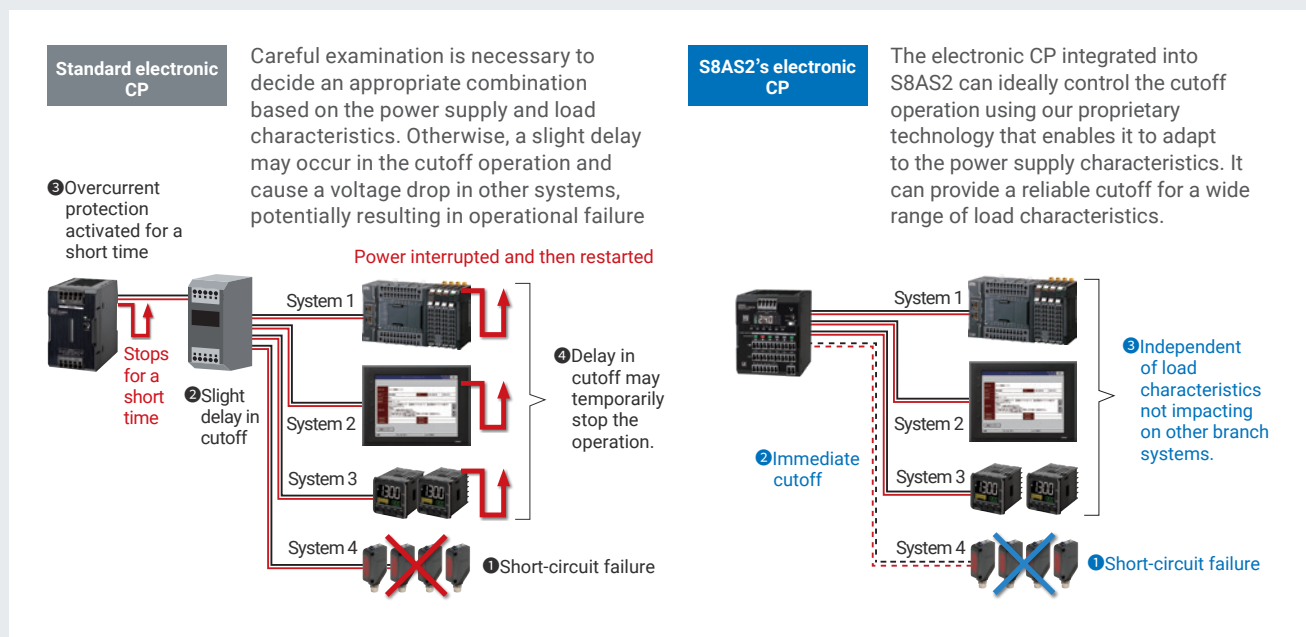 Standard electronic
CP
Careful examination is necessary to
decide an appropriate combination
based on the power supply and load
characteristics. Otherwise, a slight delay
may occur in the cutoff operation and
cause a voltage drop in other systems,
potentially resulting in operational failure
❸Overcurrent
protection
activated for a
short time
Power interrupted and then restarted
Stops
for a
short
time
❷Slight
delay in
cutoff
System 1
System 2
System 3
System 4
❹Delay in
cutoff may
temporarily
stop the
operation.
❶Short-circuit failure
S8AS2's electronic
CP
The electronic CP integrated into
S8AS2 can ideally control the cutoff
operation using our proprietary
technology that enables it to adapt
to the power supply characteristics. It
can provide a reliable cutoff for a wide
range of load characteristics.
System 1
System 2
❷Immediate
cutoff
System 3
System 4
❸Independent
of load
characteristics
not impacting
on other branch
systems.
❶Short-circuit failure